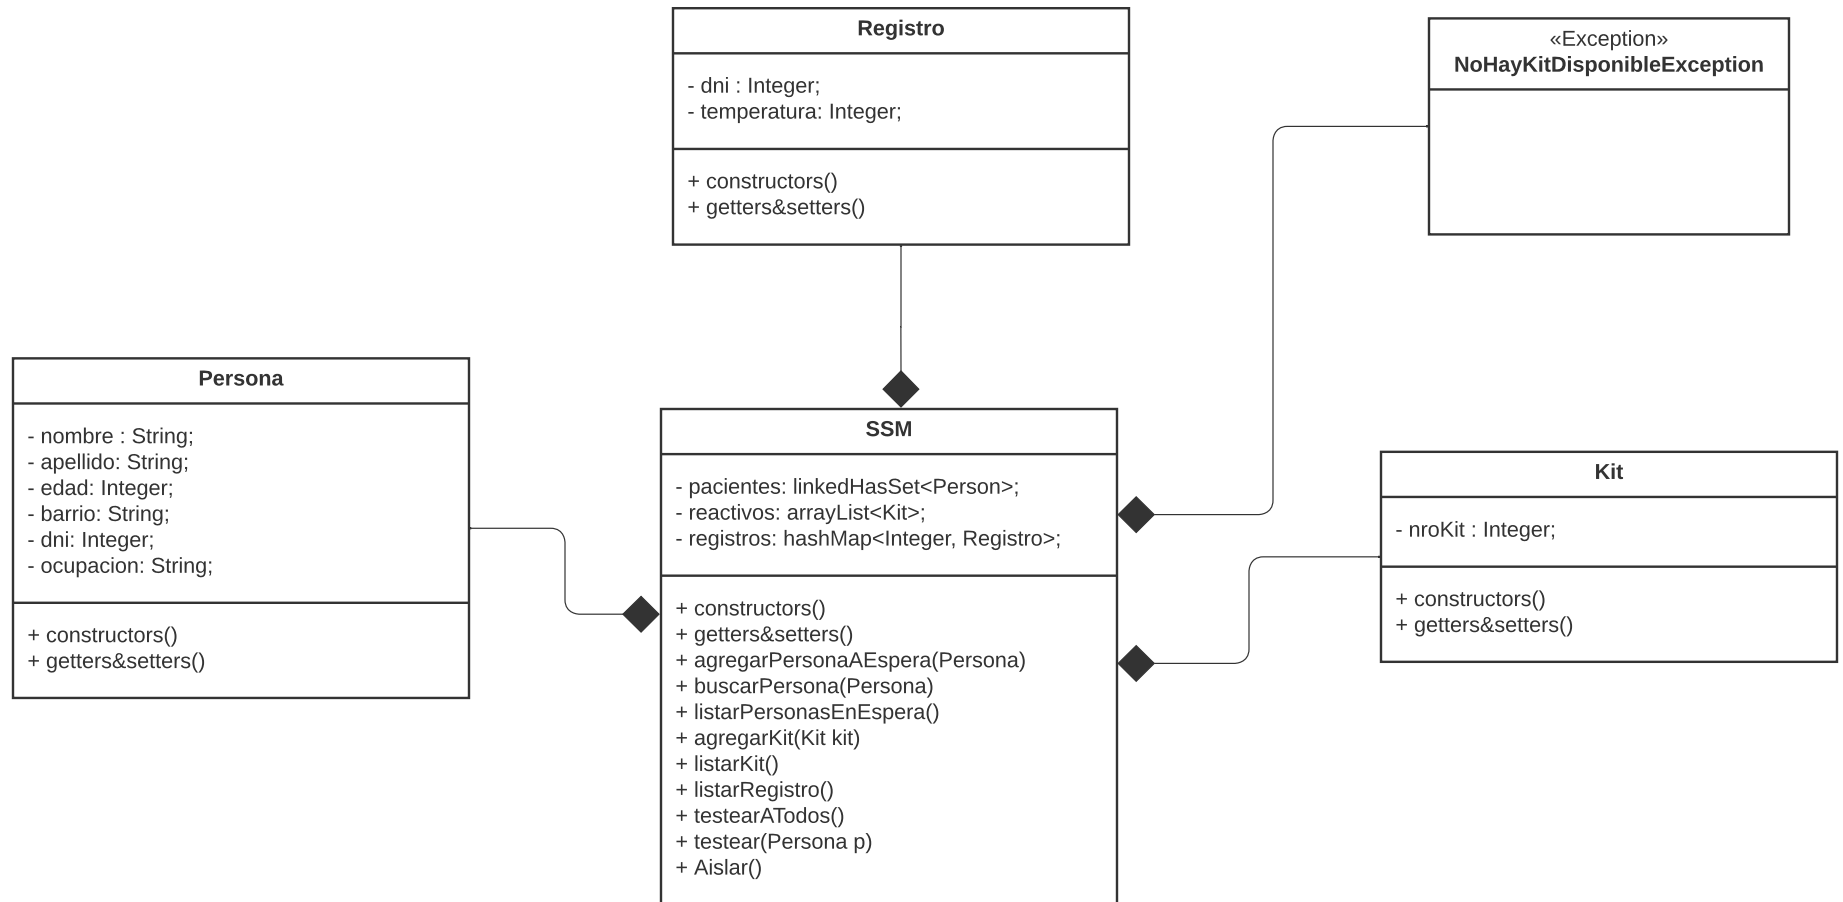 Registro
- dni : Integer;
- temperatura: Integer;
+ constructors()
+ getters&setters()
«Exception»
NoHayKitDisponibleException
Persona
- nombre : String;
- apellido: String;
- edad: Integer;
- barrio: String;
- dni: Integer;
- ocupacion: String;
+ constructors()
+ getters&setters()
SSM
- pacientes: linkedHasSet<Person>;
- reactivos: arrayList<Kit>;
- registros: hashMap<Integer, Registro>;
+ constructors()
+ getters&setters()
+ agregarPersonaAEspera(Persona)
+ buscarPersona(Persona)
+ listarPersonasEnEspera()
+ agregarKit(Kit kit)
+ listarKit()
+ listarRegistro()
+ testearATodos()
+ testear(Persona p)
+ Aislar()
Kit
- nroKit : Integer;
+ constructors()
+ getters&setters()